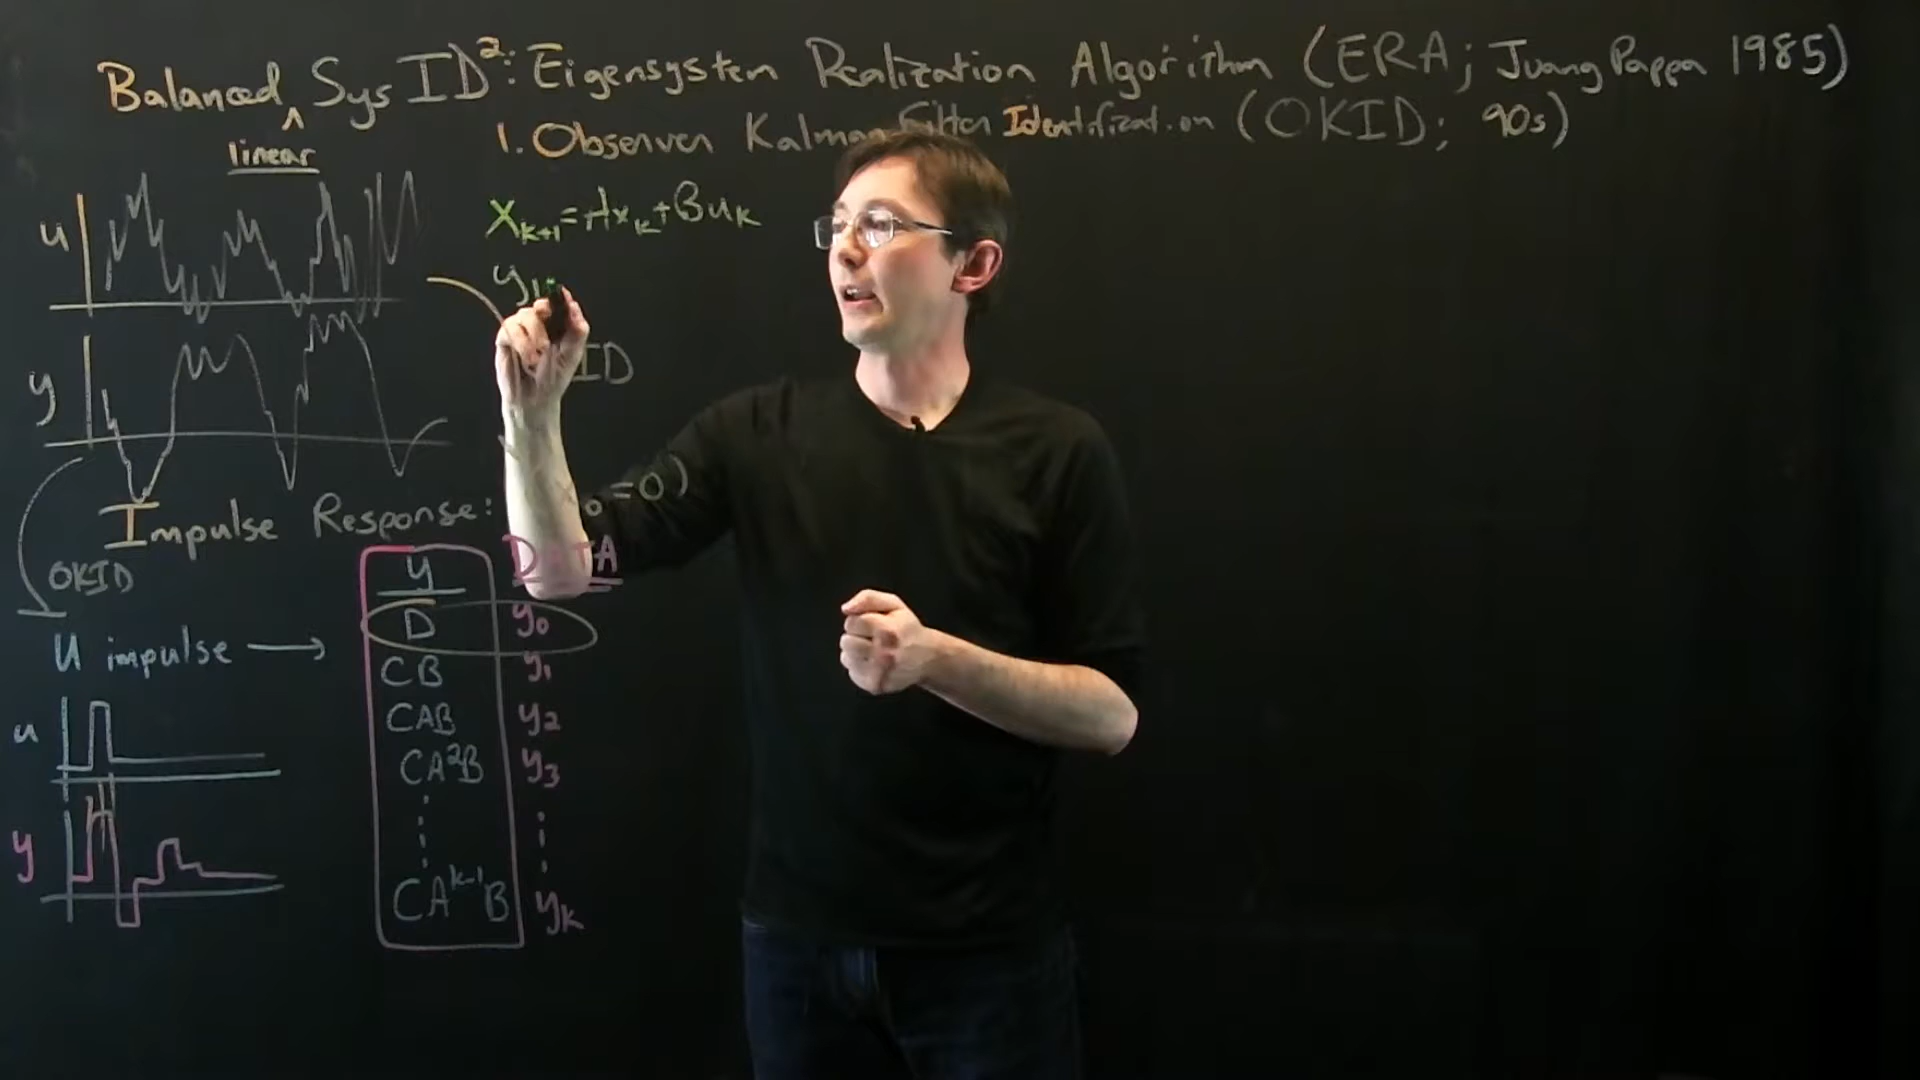 Balanced ^ Sys ID²: Eigensystem Realization Algorithm (ERA; Juang Pappa 1985)
linear
1. Observer Kalman Filter Identification (OKID; 90s)
u
xₖ₊₁ = Axₖ + Buₖ
y
y
ID
Impulse Response: ₀=0)
OKID
y DATA
D y₀
U impulse → CB y₁
u CAB y₂
CA²B y₃
y
CAᵏ⁻¹B yₖ